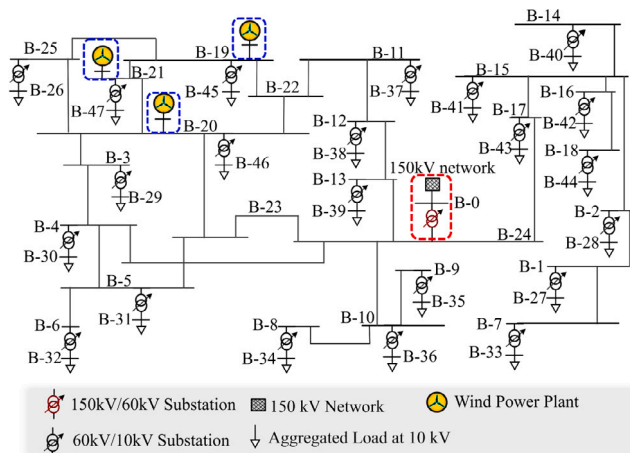 B-14
B-25
B-19
B-11
B-40
B-21
B-15
B-26
B-47
B-45
B-22
B-37
B-16
B-41
B-17
B-42
B-20
B-12
B-43
B-18
B-3
B-46
B-38
150kV network
B-13
B-44
B-29
B-39
B-0
B-4
B-23
B-2
B-24
B-28
B-30
B-5
B-9
B-1
B-31
B-35
B-27
B-6
B-8
B-10
B-7
B-32
B-34
B-36
B-33
150kV/60kV Substation
150 kV Network
Wind Power Plant
60kV/10kV Substation
Aggregated Load at 10 kV